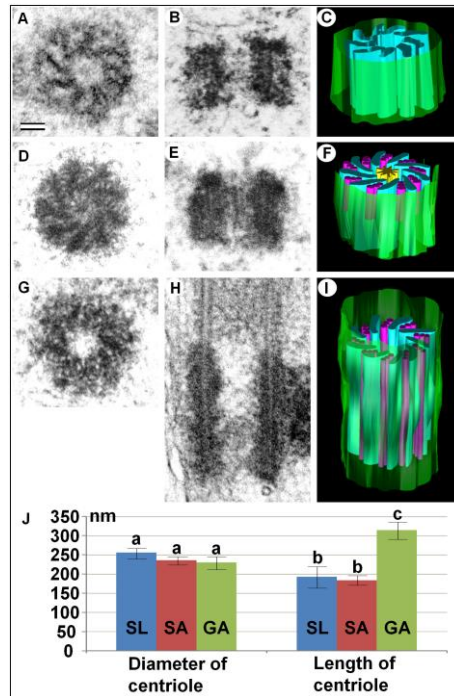 A B C
D E F
G H I
J
nm
350
300
250
200
150
100
50
0
a a a b b c
SL SA GA SL SA GA
Diameter of centriole
Length of centriole